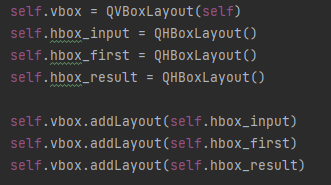 self.vbox = QVBoxLayout(self)
self.hbox_input = QHBoxLayout()
self.hbox_first = QHBoxLayout()
self.hbox_result = QHBoxLayout()

self.vbox.addLayout(self.hbox_input)
self.vbox.addLayout(self.hbox_first)
self.vbox.addLayout(self.hbox_result)